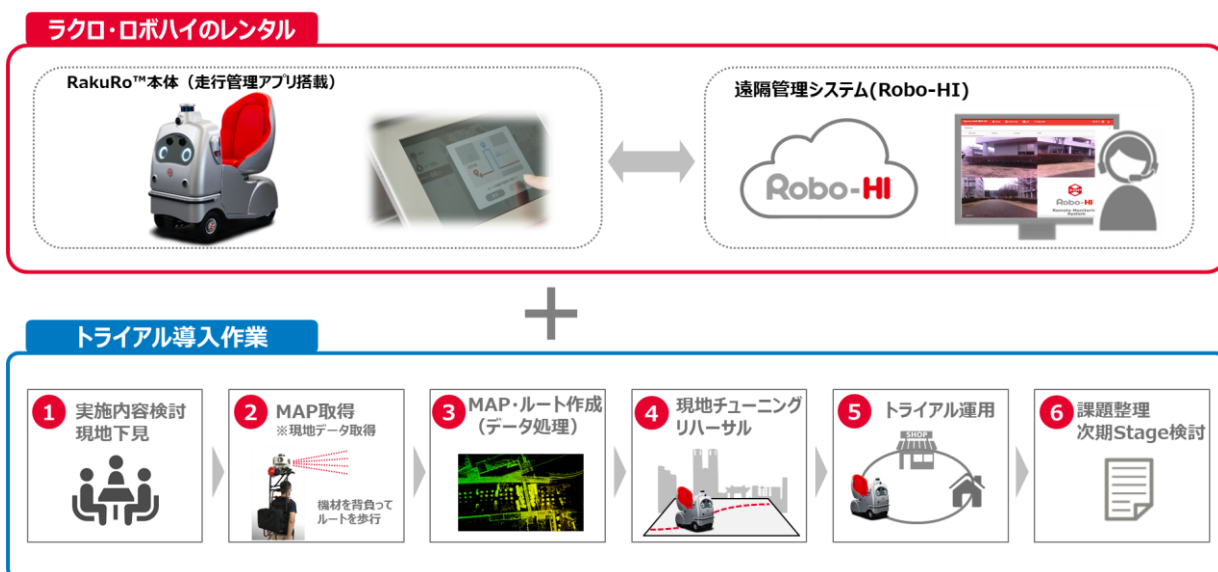 ラクロ・ロボハイのレンタル
RakuRo™本体（走行管理アプリ搭載）
遠隔管理システム(Robo-HI)
Robo-HI
Robo-HI
Remote Monitoring
System
トライアル導入作業
1 実施内容検討
現地下見
2 MAP取得
※現地データ取得
機材を背負って
ルートを歩行
3 MAP・ルート作成
（データ処理）
4 現地チューニング
リハーサル
5 トライアル運用
SHOP
6 課題整理
次期Stage検討